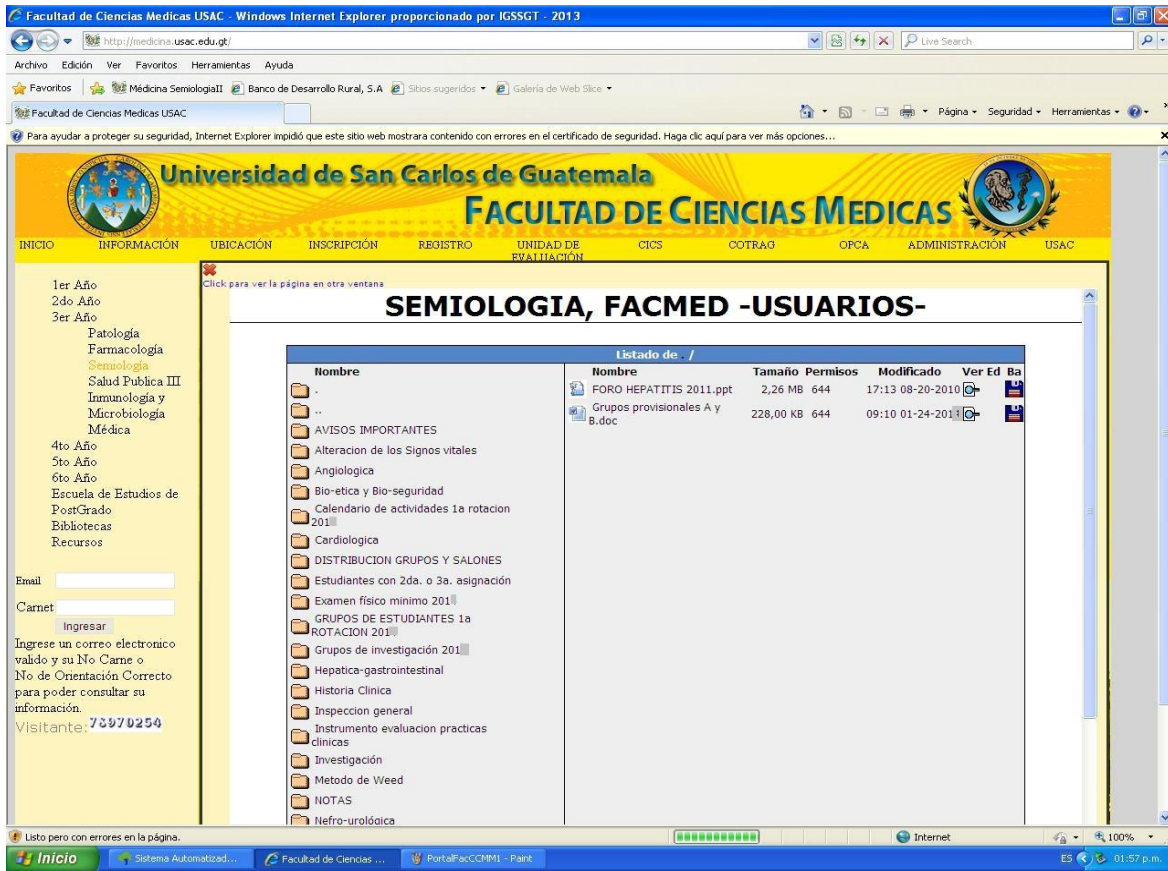 Facultad de Ciencias Medicas USAC - Windows Internet Explorer proporcionado por IGSSGT - 2013
http://medicina.usac.edu.gt/
Live Search
Archivo Edición Ver Favoritos Herramientas Ayuda
Favoritos Médicina SemiologiaII Banco de Desarrollo Rural, S.A Sitios sugeridos Galería de Web Slice
Facultad de Ciencias Medicas USAC
Página Seguridad Herramientas
Para ayudar a proteger su seguridad, Internet Explorer impidió que este sitio web mostrara contenido con errores en el certificado de seguridad. Haga clic aquí para ver más opciones...
Universidad de San Carlos de Guatemala
FACULTAD DE CIENCIAS MEDICAS
INICIO INFORMACIÓN UBICACIÓN INSCRIPCIÓN REGISTRO UNIDAD DE EVALUACIÓN CICS COTRAG OPCA ADMINISTRACIÓN USAC
1er Año
2do Año
3er Año
Patología
Farmacología
Semiología
Salud Publica III
Inmunología y
Microbiología
Médica
4to Año
5to Año
6to Año
Escuela de Estudios de
PostGrado
Bibliotecas
Recursos
Email
Carnet
Ingresar
Ingrese un correo electronico
valido y su No Carne o
No de Orientación Correcto
para poder consultar su
información.
Visitante:
Click para ver la página en otra ventana
SEMIOLOGIA, FACMED -USUARIOS-
Listado de . /
Nombre
.
..
AVISOS IMPORTANTES
Alteracion de los Signos vitales
Angiologica
Bio-etica y Bio-seguridad
Calendario de actividades 1a rotacion
201
Cardiologica
DISTRIBUCION GRUPOS Y SALONES
Estudiantes con 2da. o 3a. asignación
Examen físico minimo 201
GRUPOS DE ESTUDIANTES 1a
ROTACION 201
Grupos de investigación 201
Hepatica-gastrointestinal
Historia Clinica
Inspeccion general
Instrumento evaluacion practicas
clinicas
Investigación
Metodo de Weed
NOTAS
Nefro-urológica
Nombre Tamaño Permisos Modificado Ver Ed Ba
FORO HEPATITIS 2011.ppt 2,26 MB 644 17:13 08-20-2010
Grupos provisionales A y
B.doc 228,00 KB 644 09:10 01-24-201
Listo pero con errores en la página.
Internet
100%
Inicio Sistema Automatizad... Facultad de Ciencias ... PortalFacCCMM1 - Paint
ES 01:57 p.m.